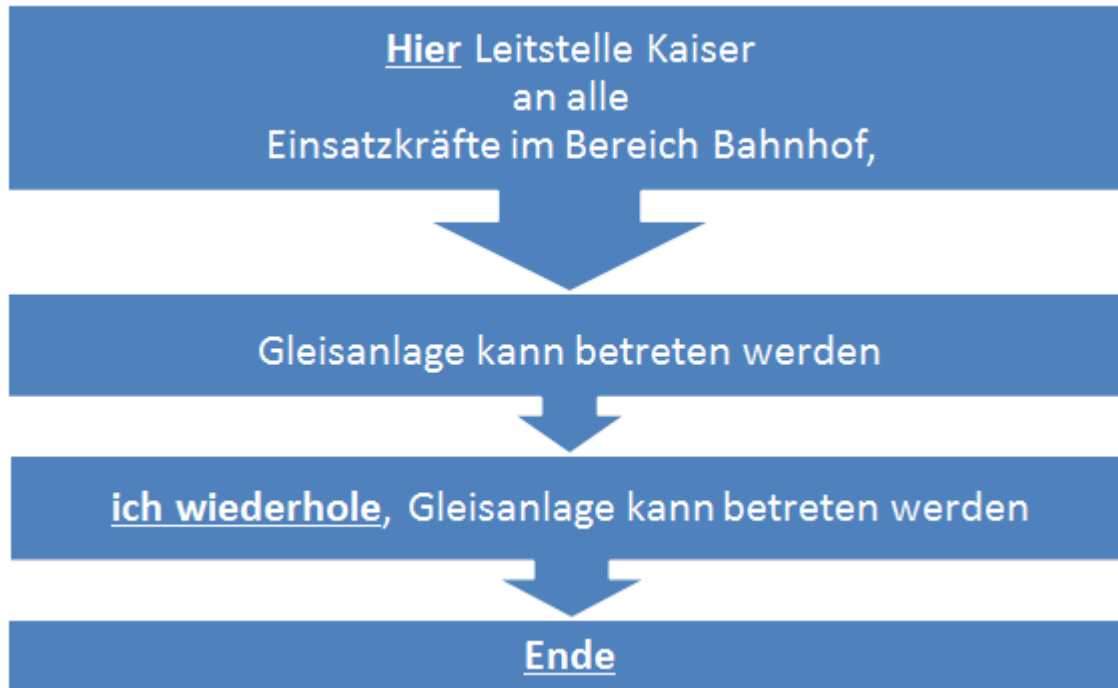 Hier Leitstelle Kaiser
an alle
Einsatzkräfte im Bereich Bahnhof,
Gleisanlage kann betreten werden
ich wiederhole, Gleisanlage kann betreten werden
Ende